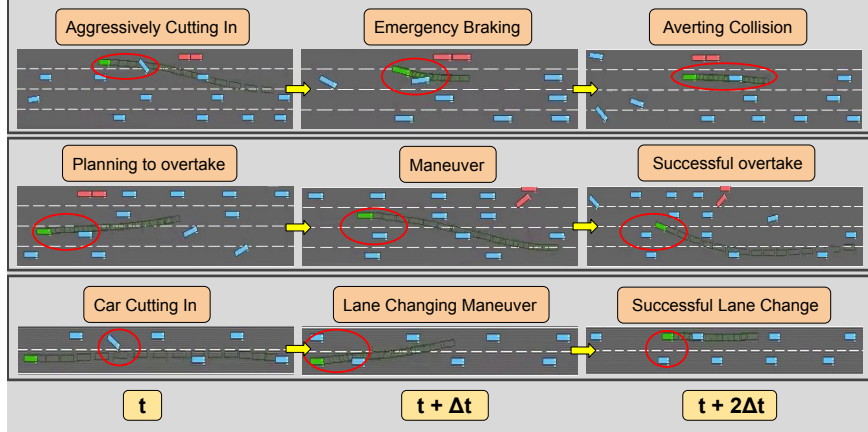 Aggressively Cutting In
Emergency Braking
Averting Collision
Planning to overtake
Maneuver
Successful overtake
Car Cutting In
Lane Changing Maneuver
Successful Lane Change
t
t + Δt
t + 2Δt